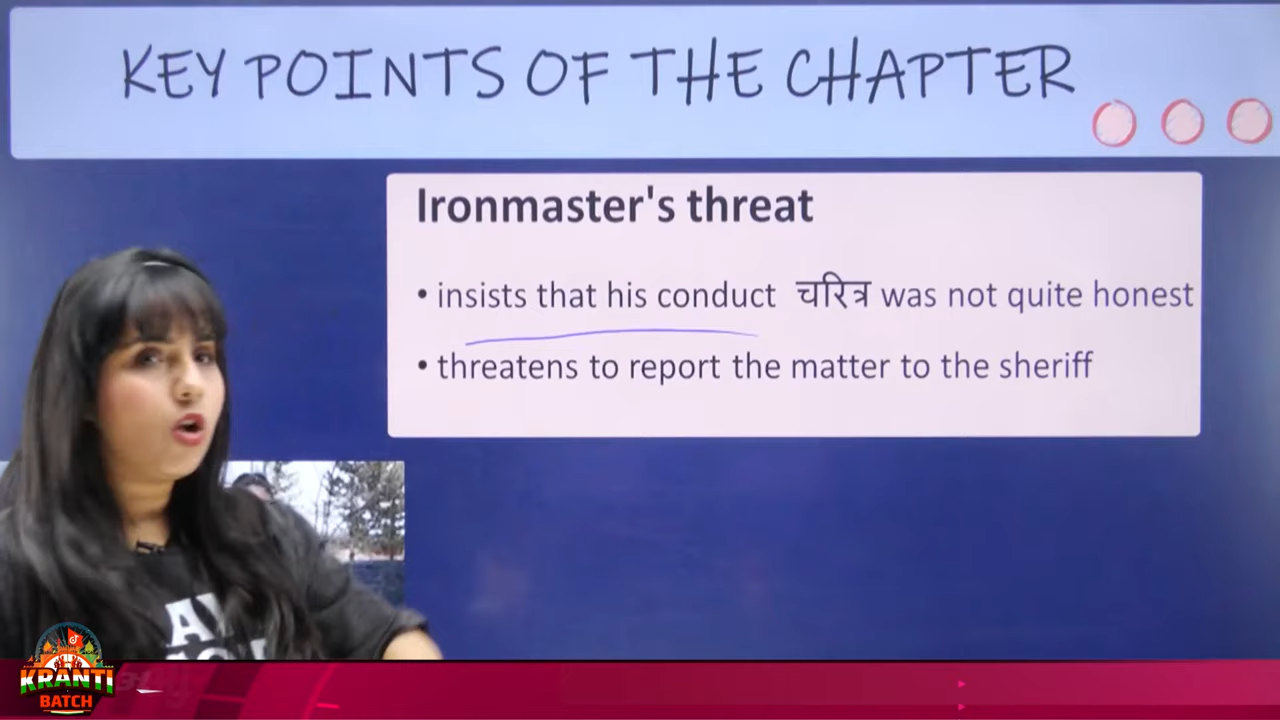 KEY POINTS OF THE CHAPTER
Ironmaster's threat
• insists that his conduct चरित्र was not quite honest
• threatens to report the matter to the sheriff
KRANTI
BATCH